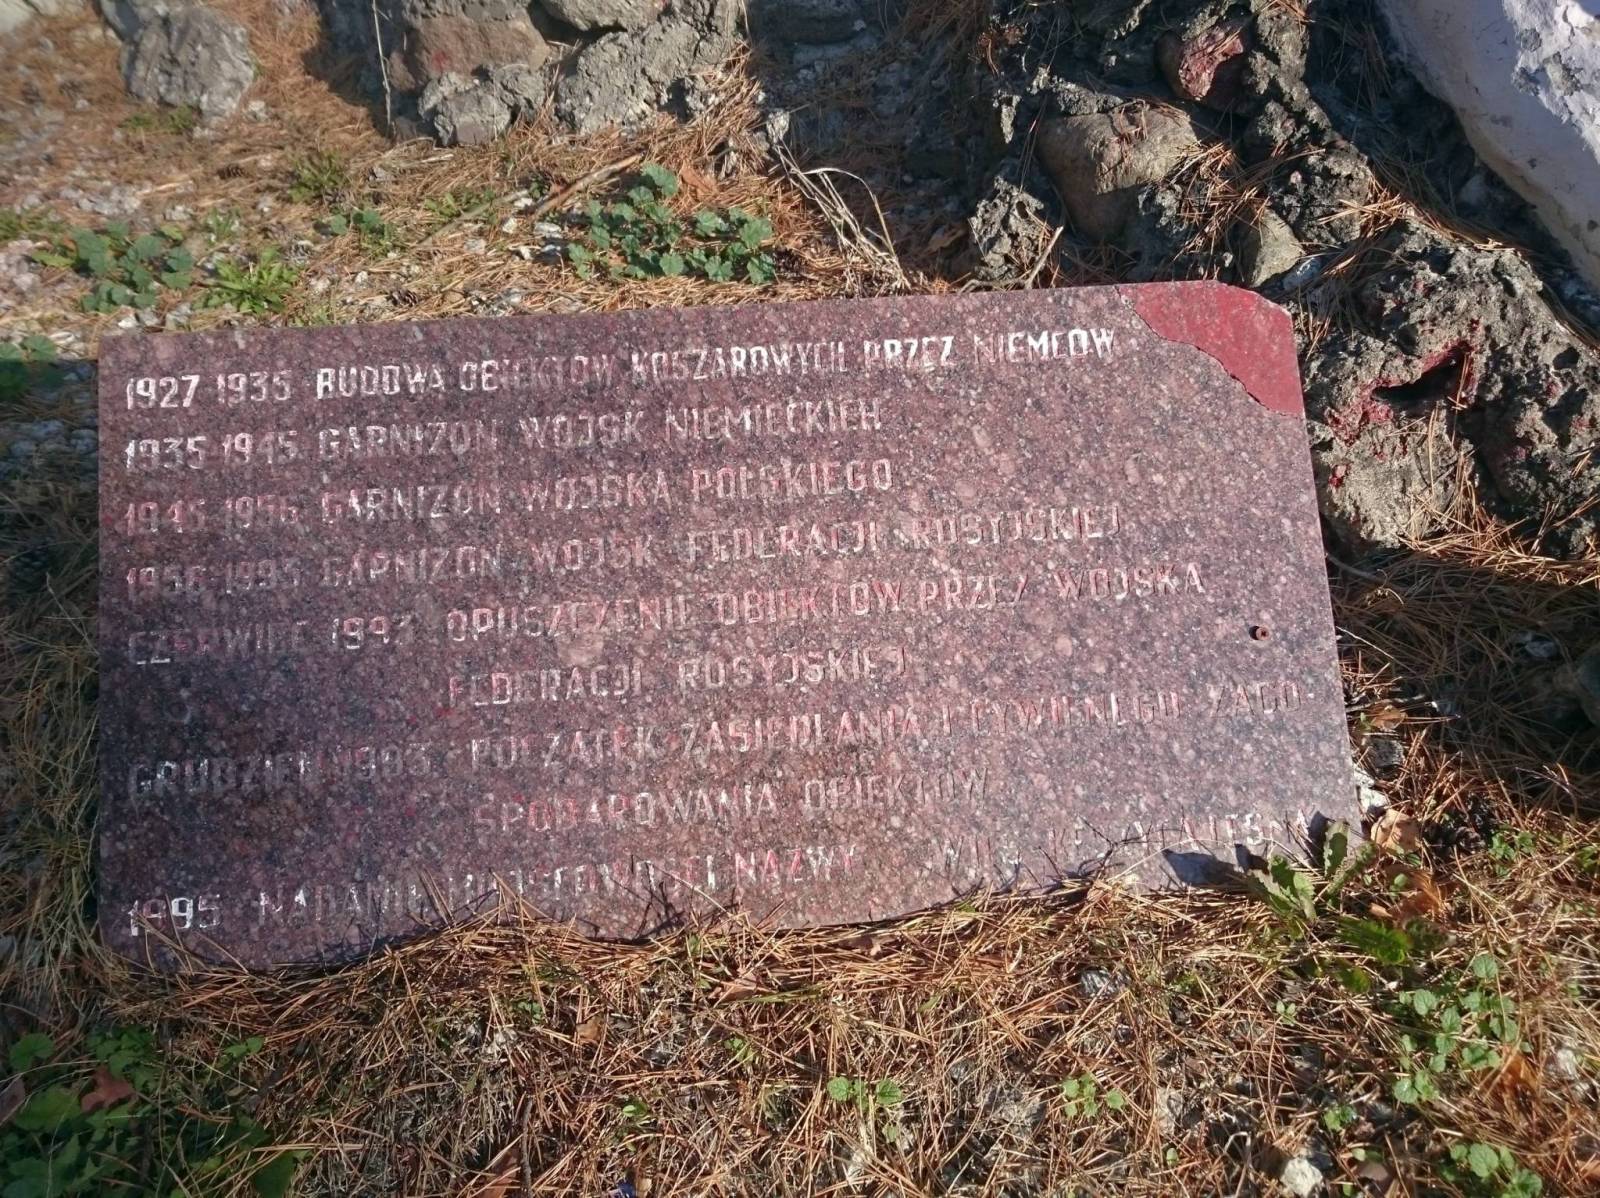 1927 1935 BUDOWA OBIEKTÓW KOSZAROWYCH PRZEZ NIEMCÓW
1935 1945 GARNIZON WOJSK NIEMIECKICH
1945 1956 GARNIZON WOJSKA POLSKIEGO
1956 1993 GARNIZON WOJSK FEDERACJI ROSYJSKIEJ
CZERWIEC OPUSZCZENIE OBIEKTÓW PRZEZ WOJSKA
FEDERACJI ROSYJSKIEJ
GRUDZIEŃ 1993 POCZĄTEK ZASIEDLANIA I CYWILNEGO ZAGO-
SPODAROWANIA OBIEKTÓW
1995 NADANIE MIEJSCOWOŚCI NAZWY